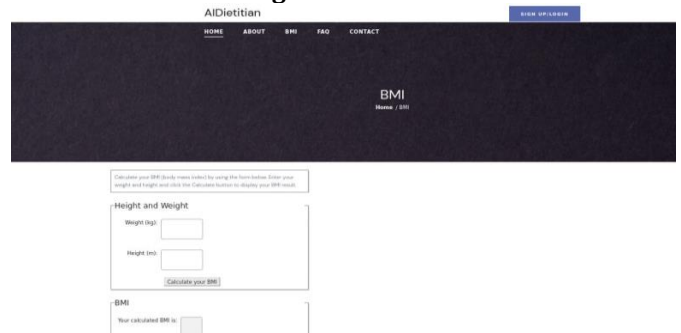 AIDietitian
SIGN UP/LOGIN
HOME ABOUT BMI FAQ CONTACT
BMI
Home / BMI
Calculate your BMI (body mass index) by using the form below. Enter your
weight and height and click the Calculate button to display your BMI result.
Height and Weight
Weight (kg):
Height (m):
Calculate your BMI
BMI
Your calculated BMI is: